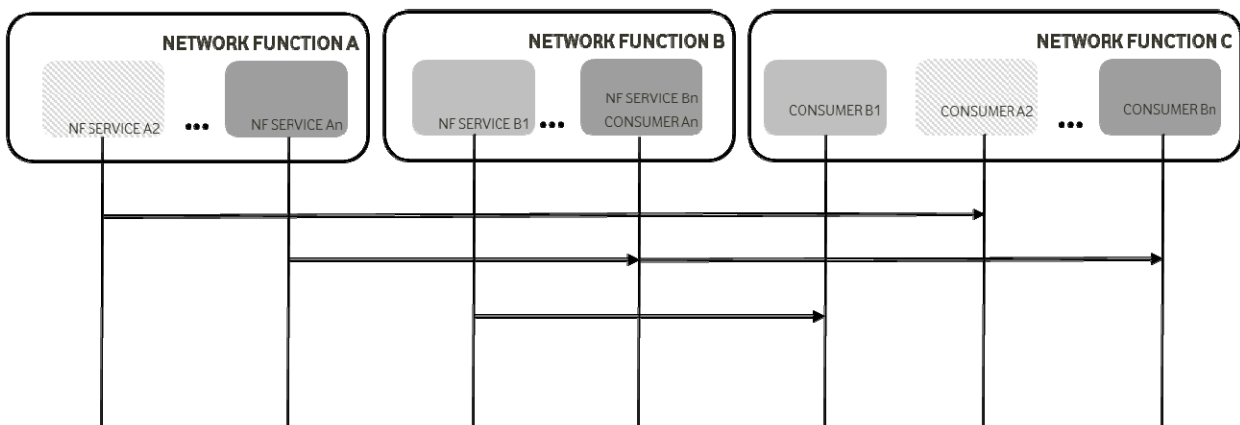 NETWORK FUNCTION A
NF SERVICE A2
...
NF SERVICE An
NETWORK FUNCTION B
NF SERVICE B1
...
NF SERVICE Bn
CONSUMER An
NETWORK FUNCTION C
CONSUMER B1
CONSUMER A2
...
CONSUMER Bn